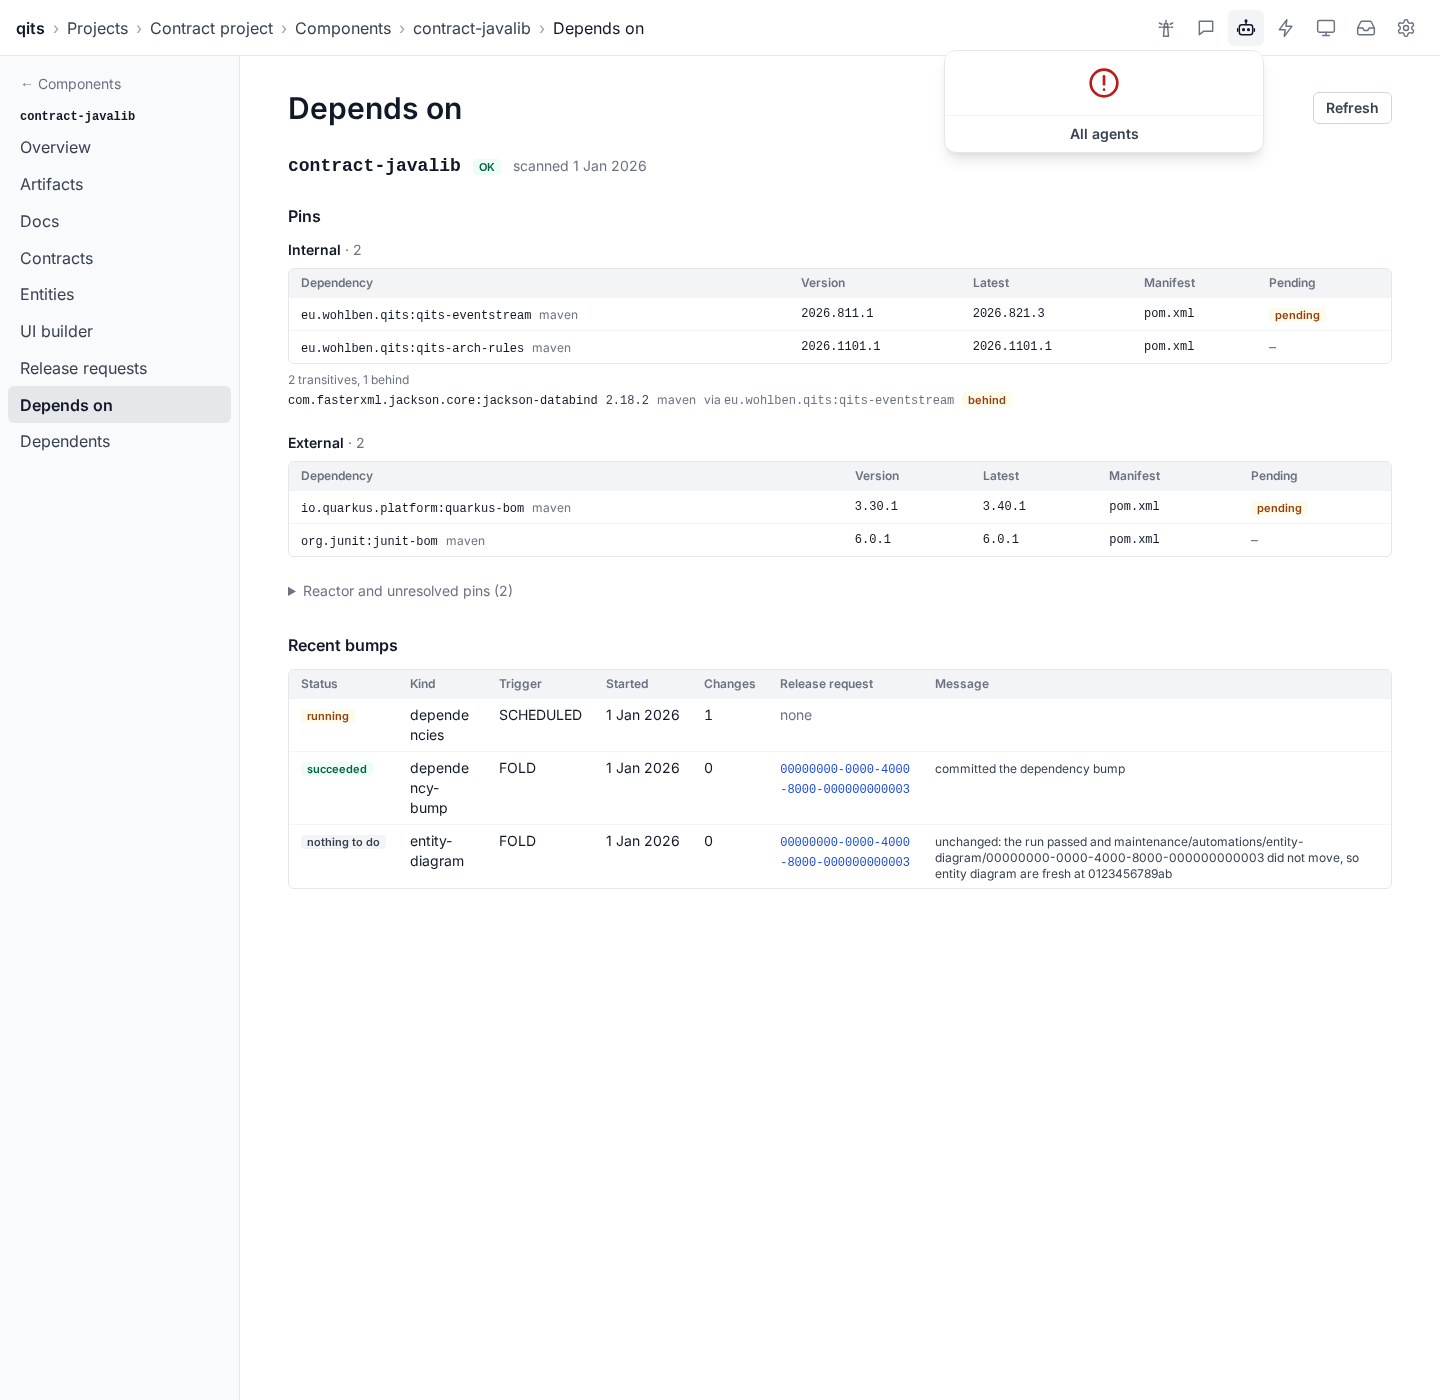 qits › Projects › Contract project › Components › contract-javalib › Depends on
← Components
contract-javalib
Overview
Artifacts
Docs
Contracts
Entities
UI builder
Release requests
Depends on
Dependents
All agents
Depends on
Refresh
contract-javalib OK scanned 1 Jan 2026
Pins
Internal · 2
Dependency Version Latest Manifest Pending
eu.wohlben.qits:qits-eventstream maven 2026.811.1 2026.821.3 pom.xml pending
eu.wohlben.qits:qits-arch-rules maven 2026.1101.1 2026.1101.1 pom.xml –
2 transitives, 1 behind
com.fasterxml.jackson.core:jackson-databind 2.18.2 maven via eu.wohlben.qits:qits-eventstream behind
External · 2
Dependency Version Latest Manifest Pending
io.quarkus.platform:quarkus-bom maven 3.30.1 3.40.1 pom.xml pending
org.junit:junit-bom maven 6.0.1 6.0.1 pom.xml –
▶ Reactor and unresolved pins (2)
Recent bumps
Status Kind Trigger Started Changes Release request Message
running depende SCHEDULED 1 Jan 2026 1 none
ncies
succeeded depende FOLD 1 Jan 2026 0 00000000-0000-4000 committed the dependency bump
ncy- -8000-000000000003
bump
nothing to do entity- FOLD 1 Jan 2026 0 00000000-0000-4000 unchanged: the run passed and maintenance/automations/entity-
diagram -8000-000000000003 diagram/00000000-0000-4000-8000-000000000003 did not move, so
entity diagram are fresh at 0123456789ab